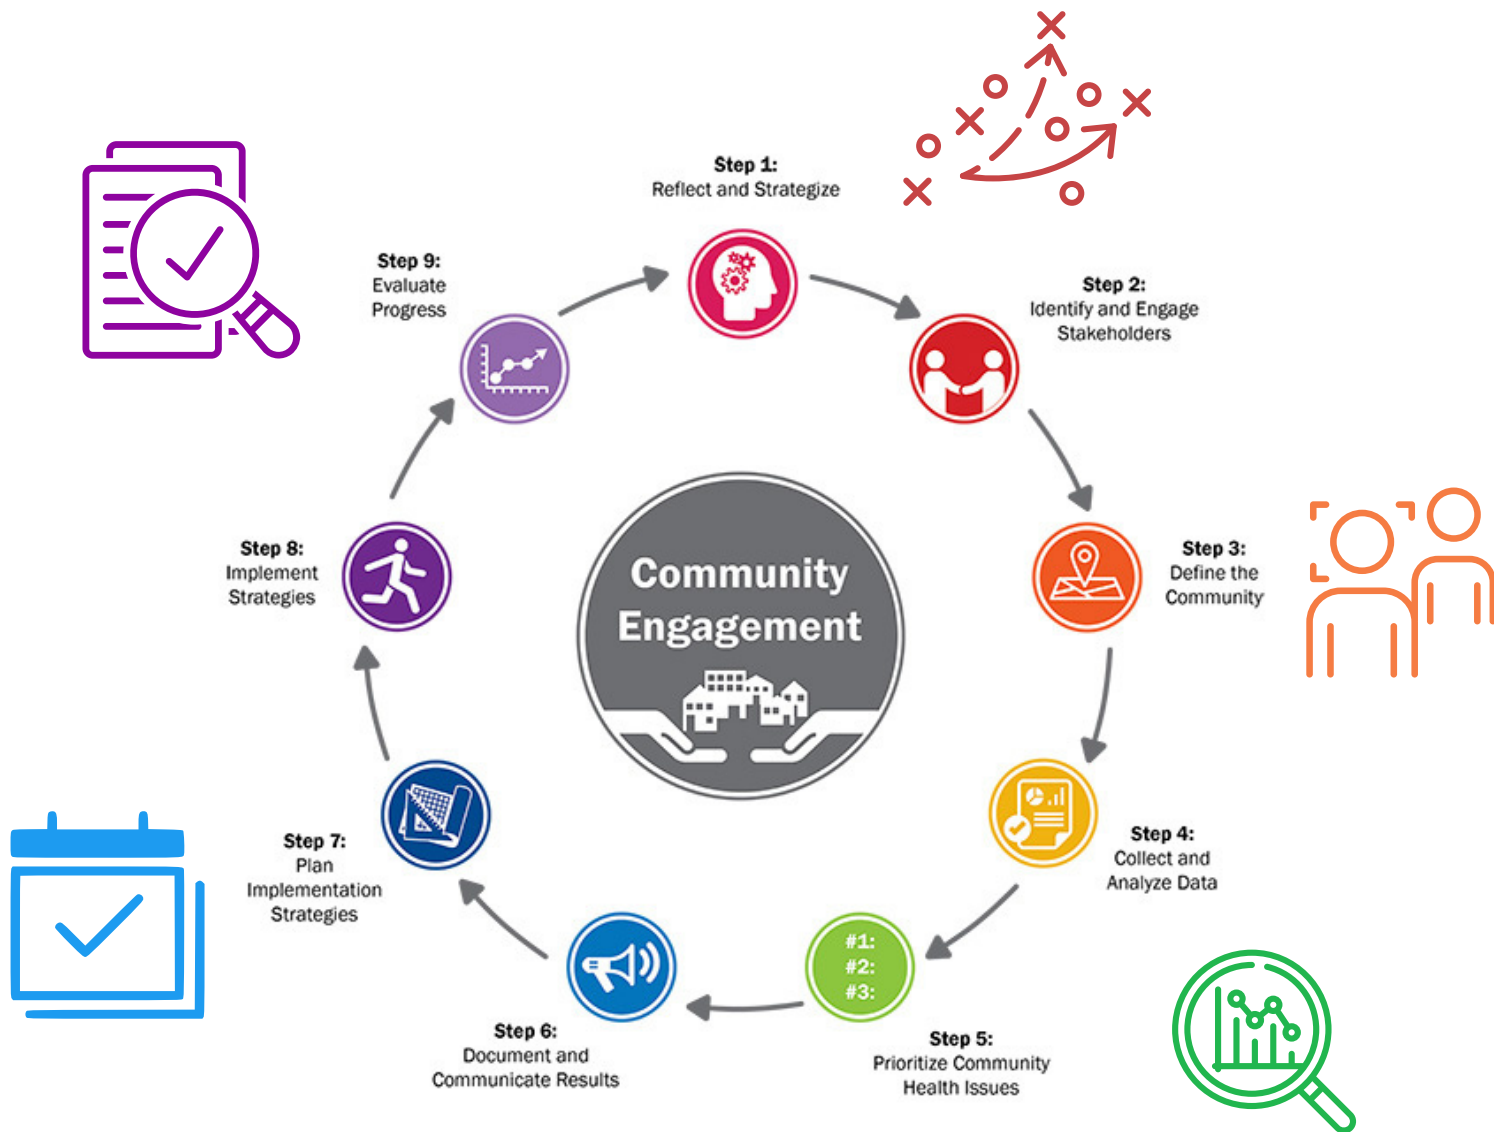 Step 1:
Reflect and Strategize
Step 2:
Identify and Engage
Stakeholders
Step 3:
Define the
Community
Step 4:
Collect and
Analyze Data
Step 5:
Prioritize Community
Health Issues
#1:
#2:
#3:
Step 6:
Document and
Communicate Results
Step 7:
Plan
Implementation
Strategies
Step 8:
Implement
Strategies
Step 9:
Evaluate
Progress
Community
Engagement